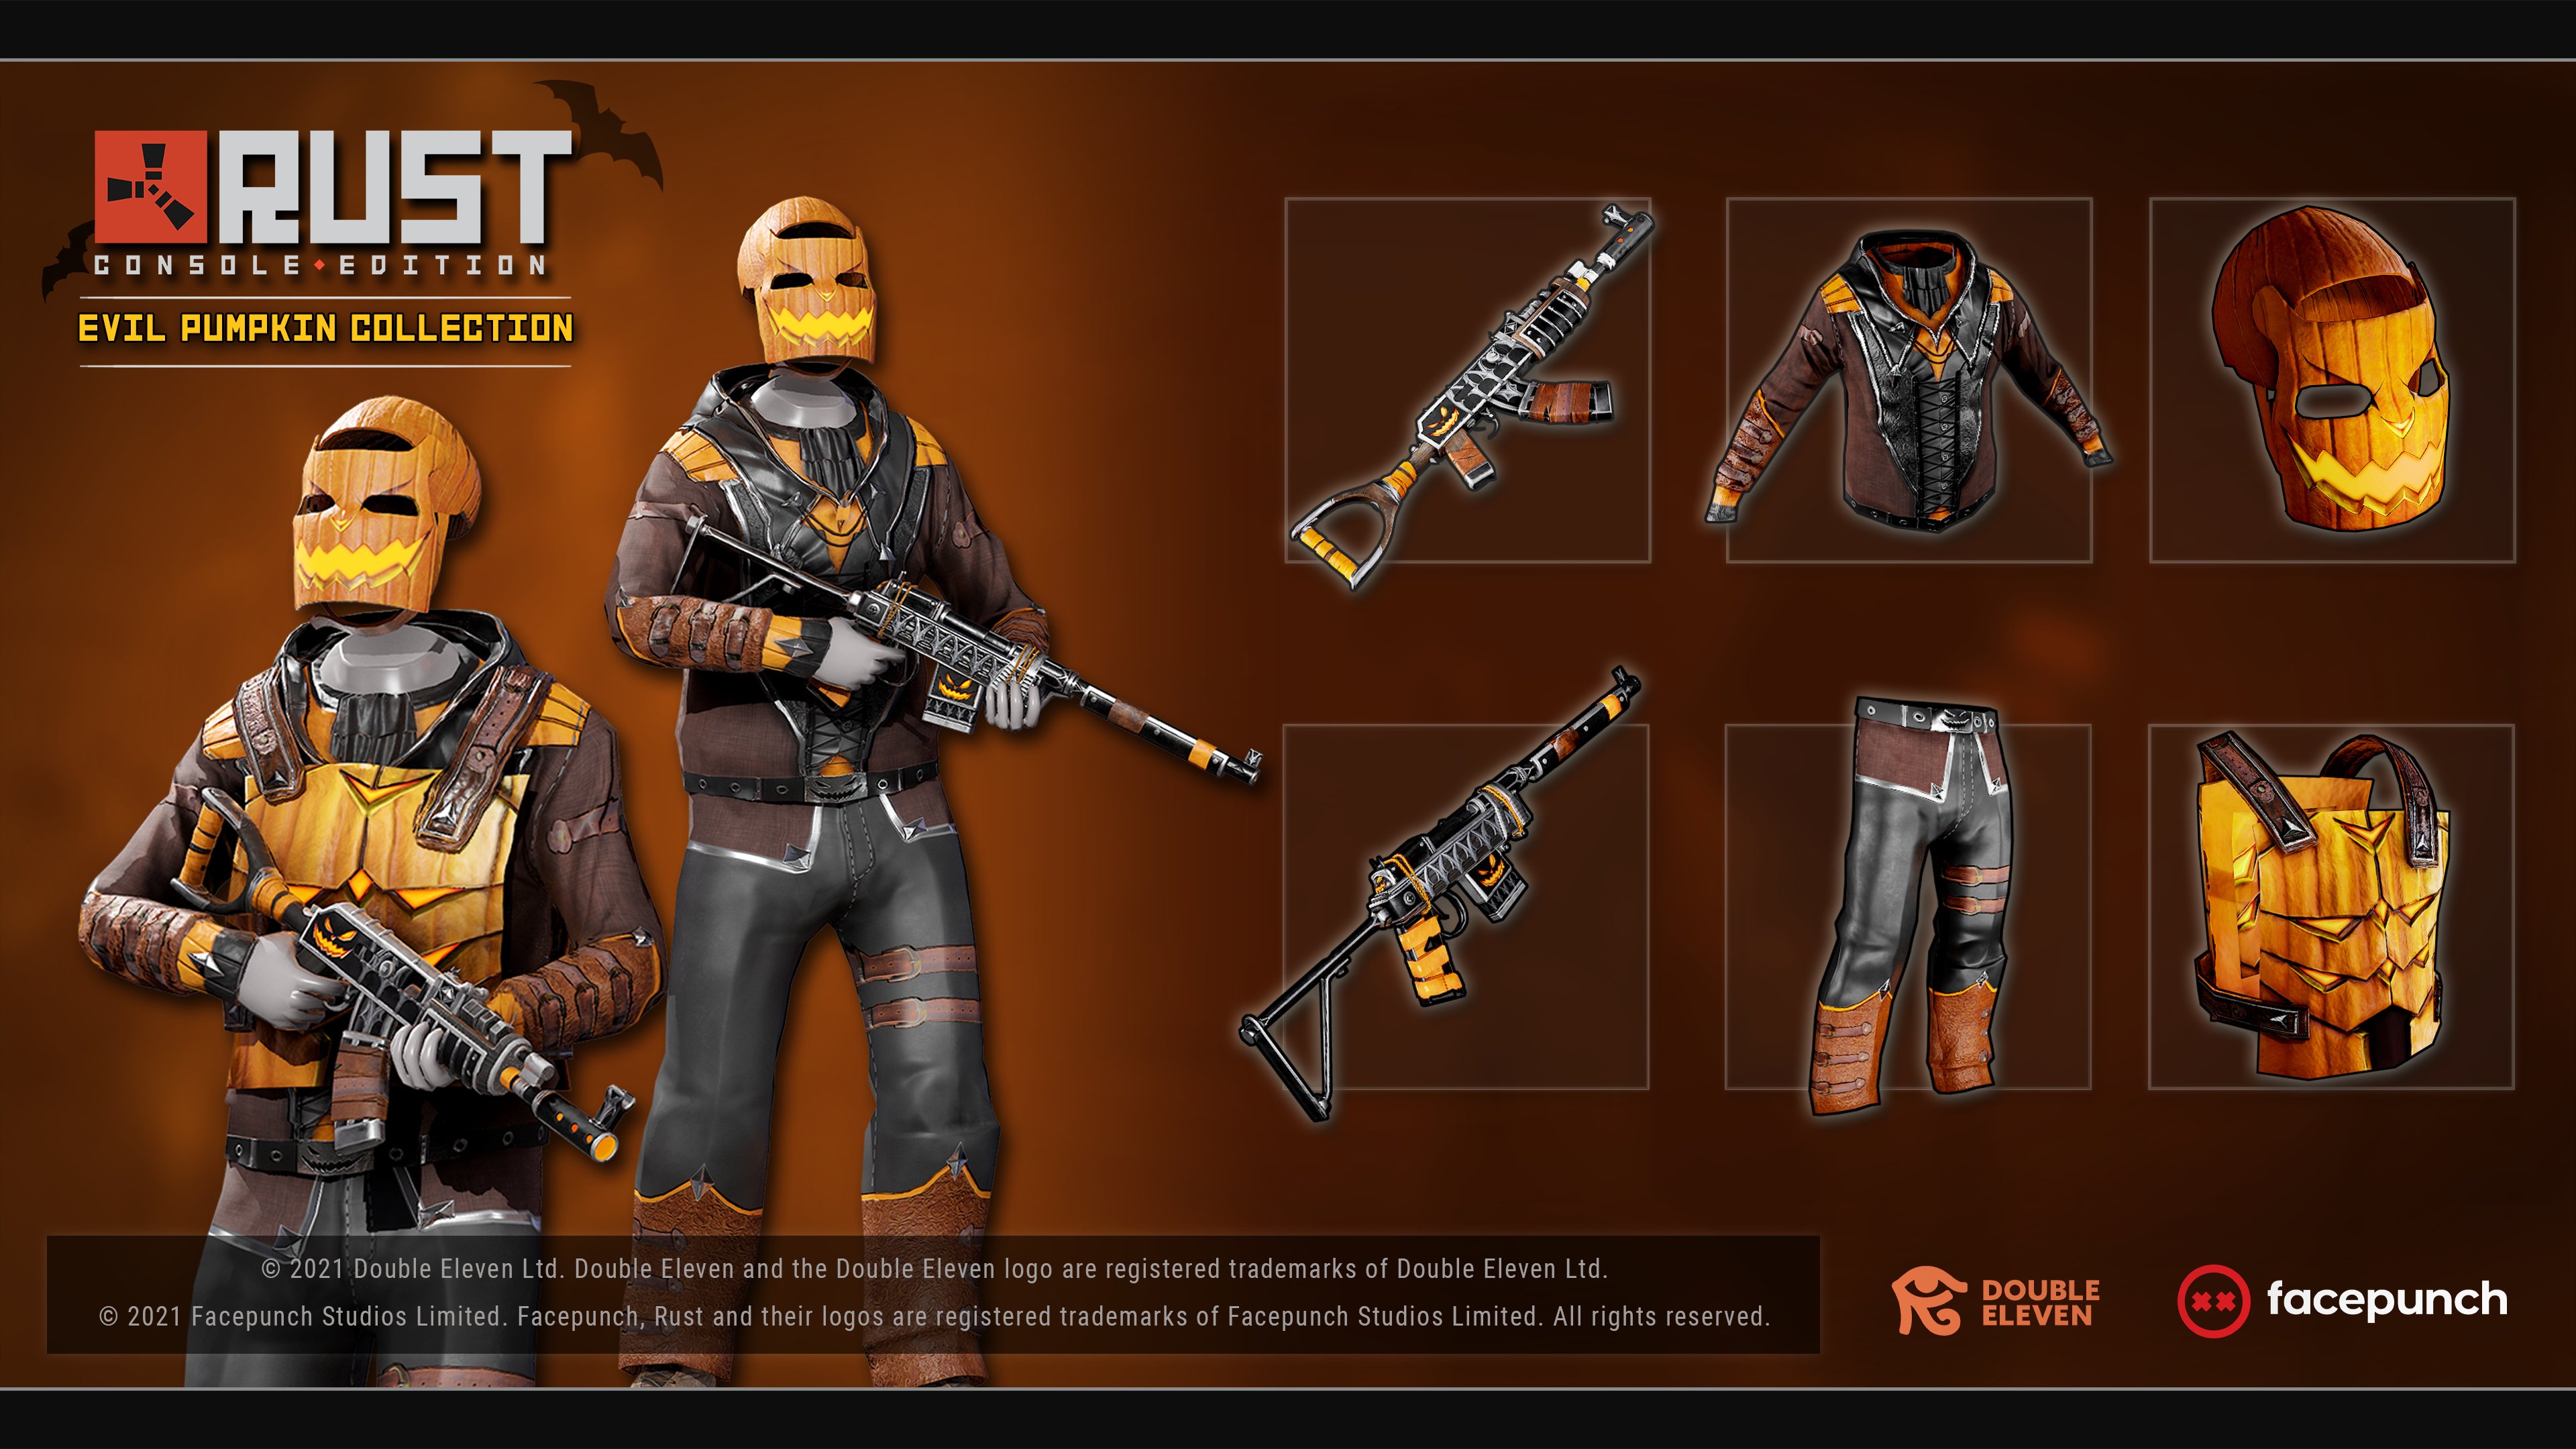 RUST
CONSOLE EDITION
EVIL PUMPKIN COLLECTION
© 2021 Double Eleven Ltd. Double Eleven and the Double Eleven logo are registered trademarks of Double Eleven Ltd.
© 2021 Facepunch Studios Limited. Facepunch, Rust and their logos are registered trademarks of Facepunch Studios Limited. All rights reserved.
DOUBLE
ELEVEN
facepunch